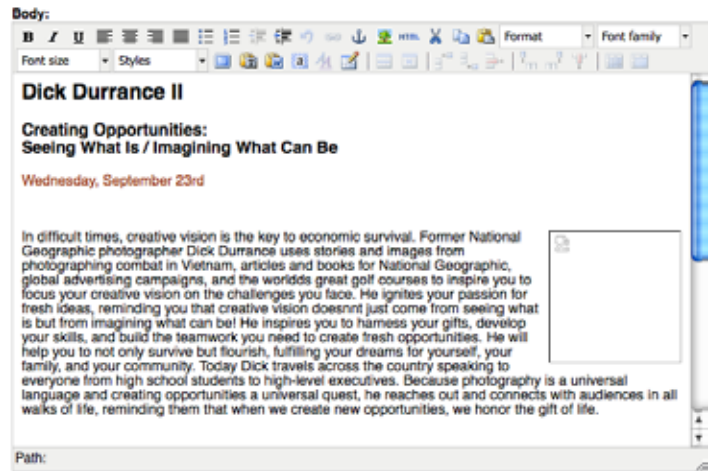 Body:
B I U HTML Format Font family
Font size Styles
Dick Durrance II
Creating Opportunities:
Seeing What Is / Imagining What Can Be
Wednesday, September 23rd
In difficult times, creative vision is the key to economic survival. Former National
Geographic photographer Dick Durrance uses stories and images from
photographing combat in Vietnam, articles and books for National Geographic,
global advertising campaigns, and the worldds great golf courses to inspire you to
focus your creative vision on the challenges you face. He ignites your passion for
fresh ideas, reminding you that creative vision doesnnt just come from seeing what
is but from imagining what can be! He inspires you to harness your gifts, develop
your skills, and build the teamwork you need to create fresh opportunities. He will
help you to not only survive but flourish, fulfilling your dreams for yourself, your
family, and your community. Today Dick travels across the country speaking to
everyone from high school students to high-level executives. Because photography is a universal
language and creating opportunities a universal quest, he reaches out and connects with audiences in all
walks of life, reminding them that when we create new opportunities, we honor the gift of life.
Path: